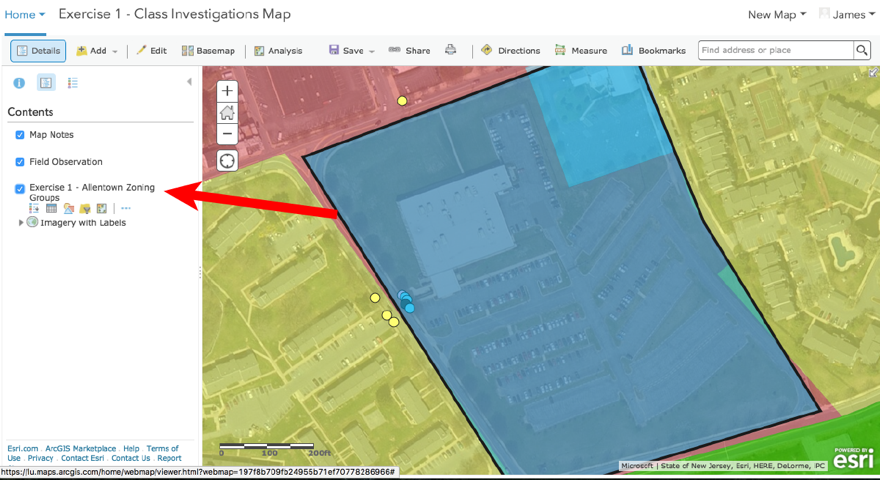 Home Exercise 1 - Class Investigations Map New Map James
Details Add Edit Basemap Analysis Save Share Directions Measure Bookmarks Find address or place
Contents
Map Notes
Field Observation
Exercise 1 - Allentown Zoning
Groups
Imagery with Labels
0 100 200ft
Esri.com . ArcGIS Marketplace . Help . Terms of
Use . Privacy . Contact Esri . Contact Us . Report
https://lu.maps.arcgis.com/home/webmap/viewer.html?webmap=197f8b709fb24955b71ef70778286966#
Microsoft | State of New Jersey, Esri, HERE, DeLorme, iPC
POWERED BY
esri